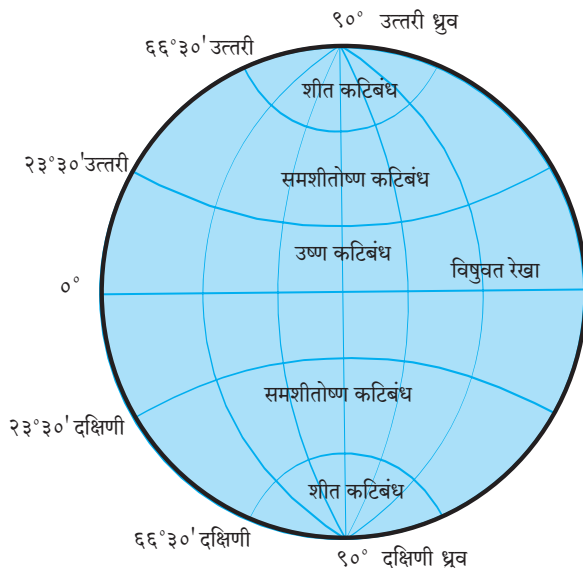 ९०° उत्तरी ध्रुव
६६°३०' उत्तरी
शीत कटिबंध
२३°३०' उत्तरी
समशीतोष्ण कटिबंध
उष्ण कटिबंध
विषुवत रेखा
०°
समशीतोष्ण कटिबंध
२३°३०' दक्षिणी
शीत कटिबंध
६६°३०' दक्षिणी
९०° दक्षिणी ध्रुव